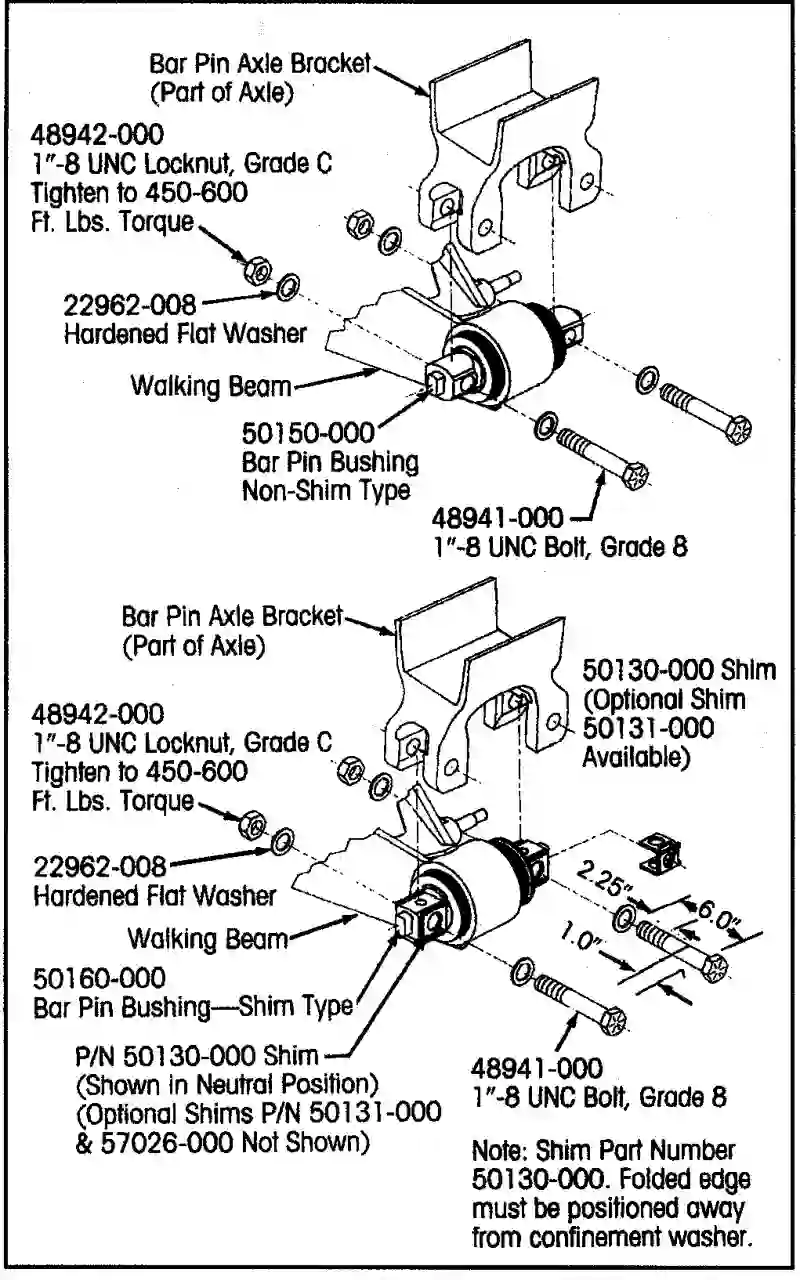 Bar Pin Axle Bracket
(Part of Axle)
48942-000
1"-8 UNC Locknut, Grade C
Tighten to 450-600
Ft. Lbs. Torque
22962-008
Hardened Flat Washer
Walking Beam
50150-000
Bar Pin Bushing
Non-Shim Type
48941-000
1"-8 UNC Bolt, Grade 8
Bar Pin Axle Bracket
(Part of Axle)
50130-000 Shim
(Optional Shim
50131-000
Available)
48942-000
1"-8 UNC Locknut, Grade C
Tighten to 450-600
Ft. Lbs. Torque
22962-008
Hardened Flat Washer
2.25"
6.0"
1.0"
Walking Beam
50160-000
Bar Pin Bushing—Shim Type
P/N 50130-000 Shim
(Shown in Neutral Position)
(Optional Shims P/N 50131-000
& 57026-000 Not Shown)
48941-000
1"-8 UNC Bolt, Grade 8
Note: Shim Part Number
50130-000. Folded edge
must be positioned away
from confinement washer.